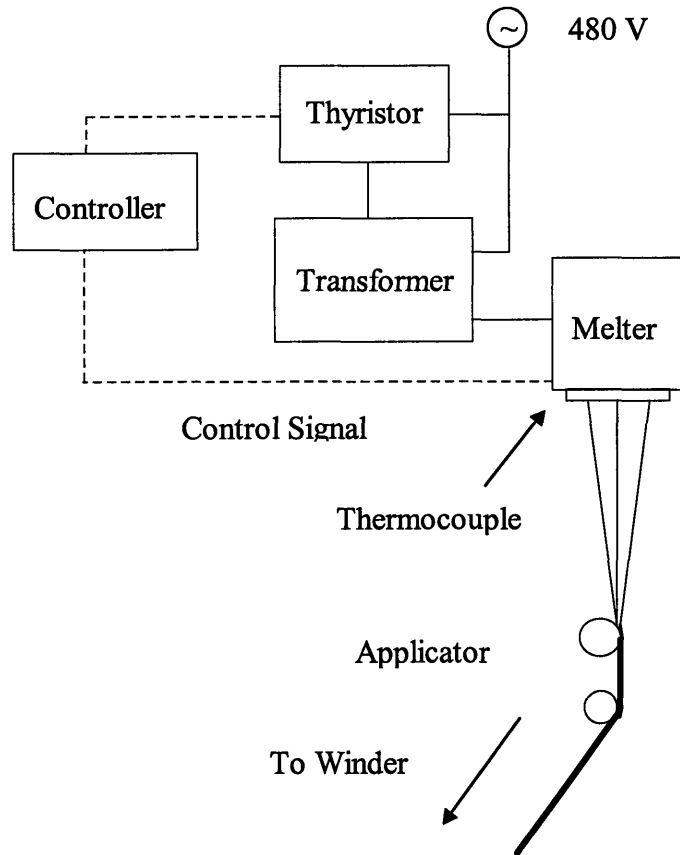 480 V
~
Thyristor
Controller
Transformer
Melter
Control Signal
Thermocouple
Applicator
To Winder